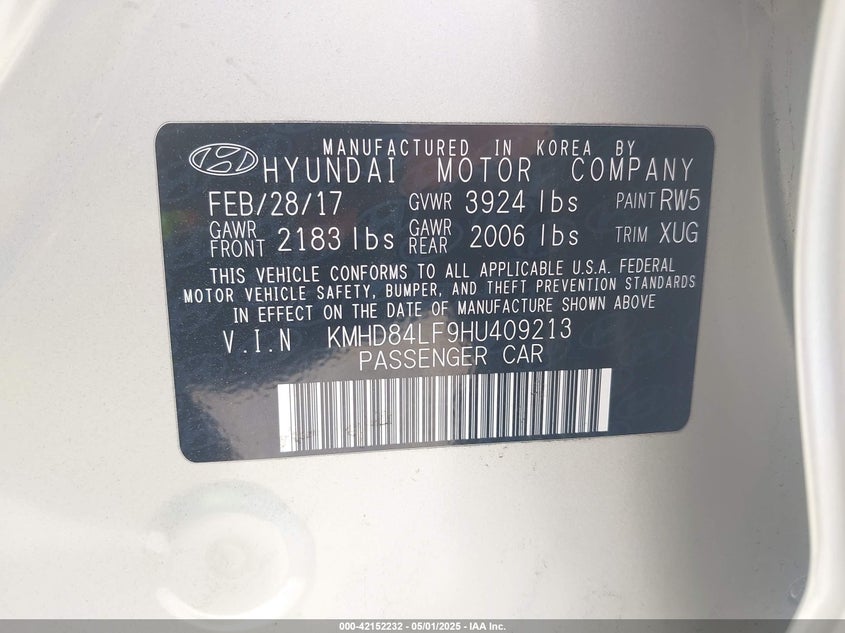 MANUFACTURED IN KOREA BY
HYUNDAI MOTOR COMPANY
FEB/28/17 GVWR 3924 lbs PAINT RW5
GAWR FRONT 2183 lbs GAWR REAR 2006 lbs TRIM XUG
THIS VEHICLE CONFORMS TO ALL APPLICABLE U.S.A. FEDERAL
MOTOR VEHICLE SAFETY, BUMPER, AND THEFT PREVENTION STANDARDS
IN EFFECT ON THE DATE OF MANUFACTURE SHOWN ABOVE
V.I.N KMHD84LF9HU409213
PASSENGER CAR
000-42152232 - 05/01/2025 - IAA Inc.